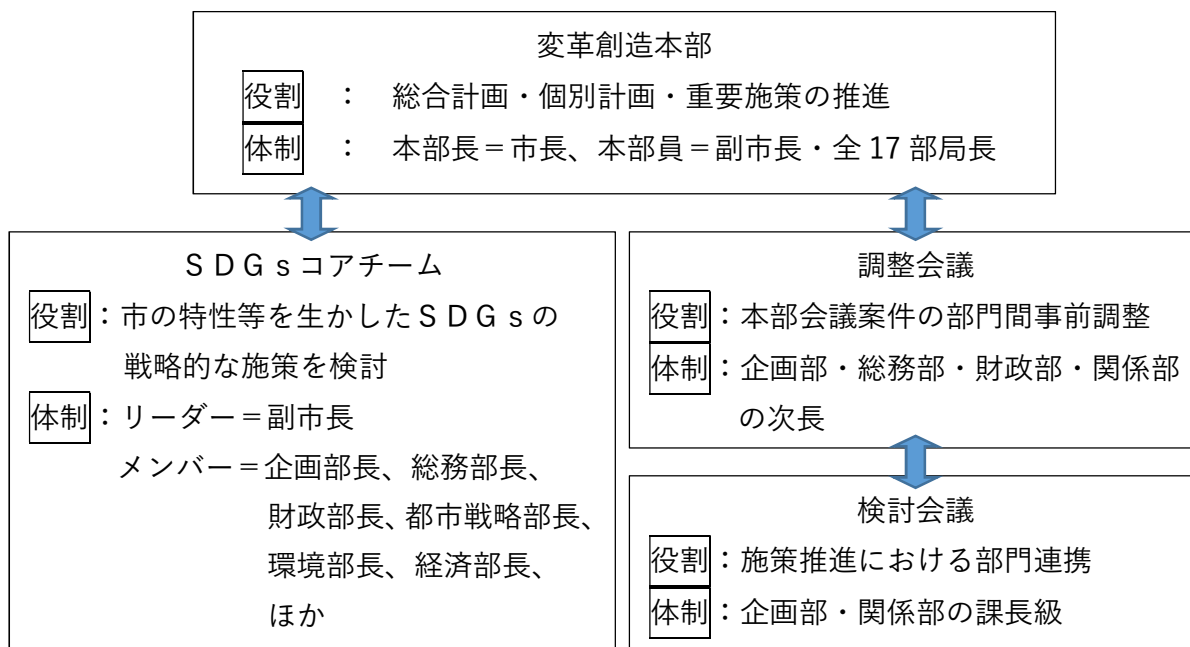 変革創造本部
役割 ： 総合計画・個別計画・重要施策の推進
体制 ： 本部長＝市長、本部員＝副市長・全 17 部局長
ＳＤＧｓコアチーム
役割：市の特性等を生かしたＳＤＧｓの
戦略的な施策を検討
体制：リーダー＝副市長
メンバー＝企画部長、総務部長、
財政部長、都市戦略部長、
環境部長、経済部長、
ほか
調整会議
役割：本部会議案件の部門間事前調整
体制：企画部・総務部・財政部・関係部
の次長
検討会議
役割：施策推進における部門連携
体制：企画部・関係部の課長級